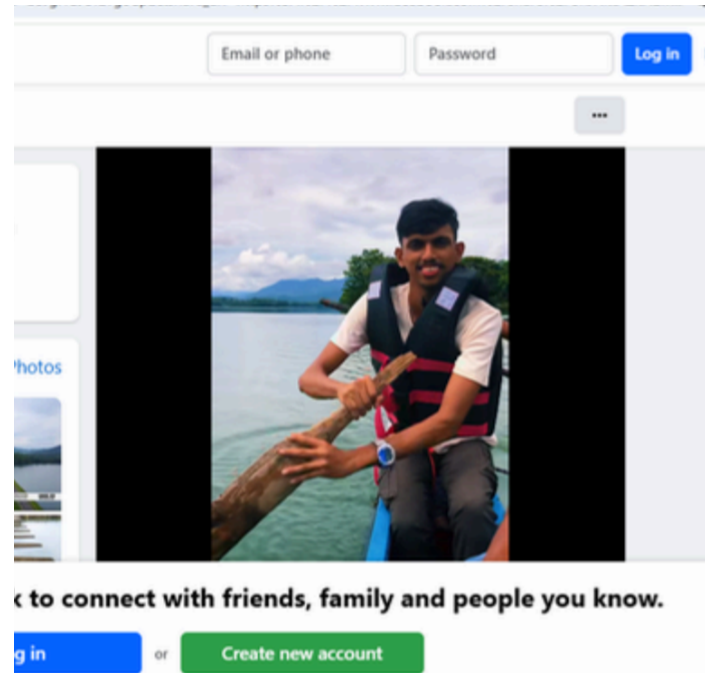 Email or phone
Password
Log in
...
Photos
k to connect with friends, family and people you know.
g in
or
Create new account